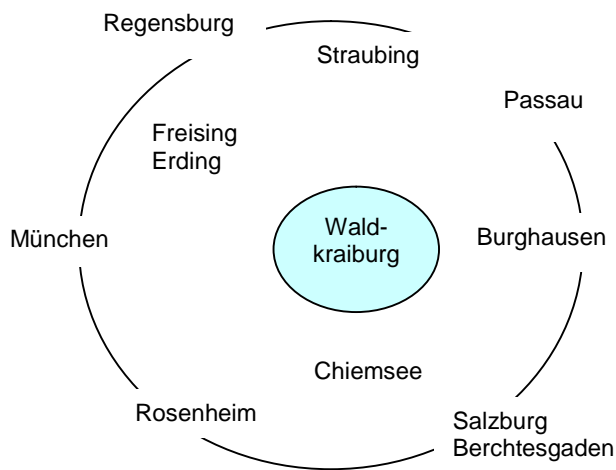 Regensburg
Straubing
Passau
Freising
Erding
Wald-
kraiburg
München
Burghausen
Chiemsee
Rosenheim
Salzburg
Berchtesgaden